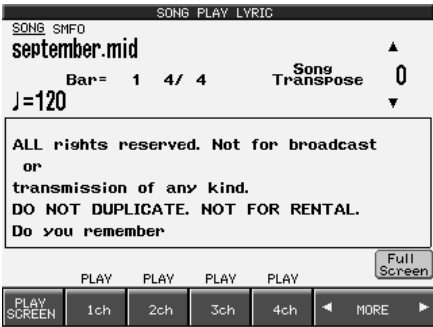 SONG PLAY LYRIC
SONG SMF0
september.mid
Bar= 1 4/ 4
Song Transpose 0
♩=120
ALL rights reserved. Not for broadcast
or
transmission of any kind.
DO NOT DUPLICATE. NOT FOR RENTAL.
Do you remember
Full Screen
PLAY PLAY PLAY PLAY
PLAY SCREEN 1ch 2ch 3ch 4ch ◀ MORE ▶